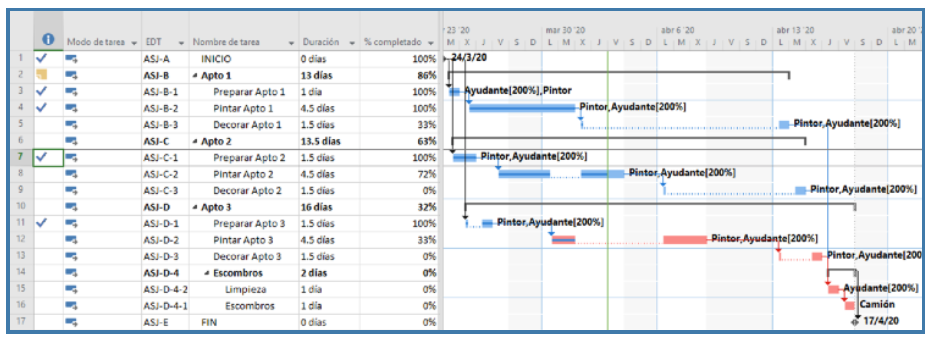 23 '20 mar 30 '20 abr 6 '20 abr 13 '20 abr 20 '
Modo de tarea EDT Nombre de tarea Duración % completado M X J V S D L M X J V S D L M X J V S D L M X J V S D L M
1 ASJ-A INICIO 0 días 100% 24/3/20
2 ASJ-B Apto 1 13 días 86%
3 ASJ-B-1 Preparar Apto 1 1 día 100% Ayudante[200%],Pintor
4 ASJ-B-2 Pintar Apto 1 4.5 días 100% Pintor,Ayudante[200%]
5 ASJ-B-3 Decorar Apto 1 1.5 días 33% Pintor,Ayudante[200%]
6 ASJ-C Apto 2 13.5 días 63%
7 ASJ-C-1 Preparar Apto 2 1.5 días 100% Pintor,Ayudante[200%]
8 ASJ-C-2 Pintar Apto 2 4.5 días 72% Pintor,Ayudante[200%]
9 ASJ-C-3 Decorar Apto 2 1.5 días 0% Pintor,Ayudante[200%]
10 ASJ-D Apto 3 16 días 32%
11 ASJ-D-1 Preparar Apto 3 1.5 días 100% Pintor,Ayudante[200%]
12 ASJ-D-2 Pintar Apto 3 4.5 días 33% Pintor,Ayudante[200%]
13 ASJ-D-3 Decorar Apto 3 1.5 días 0% Pintor,Ayudante[200
14 ASJ-D-4 Escombros 2 días 0%
15 ASJ-D-4-2 Limpieza 1 día 0% Ayudante[200%]
16 ASJ-D-4-1 Escombros 1 día 0% Camión
17 ASJ-E FIN 0 días 0% 17/4/20